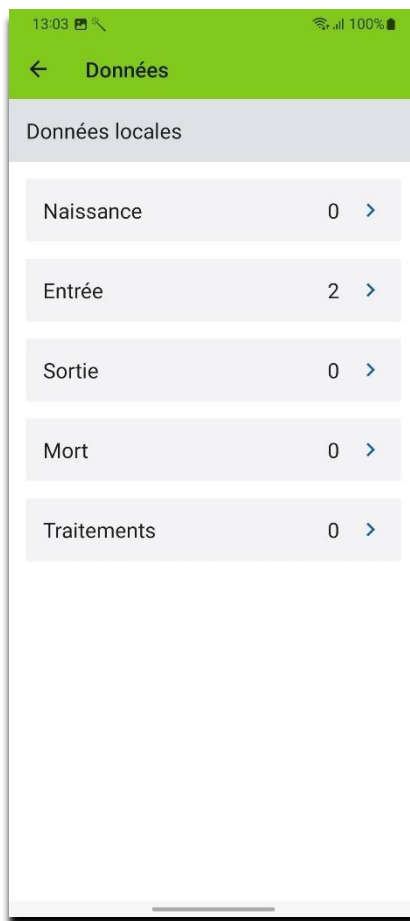 13:03 100%
Données
Données locales
Naissance 0
Entrée 2
Sortie 0
Mort 0
Traitements 0